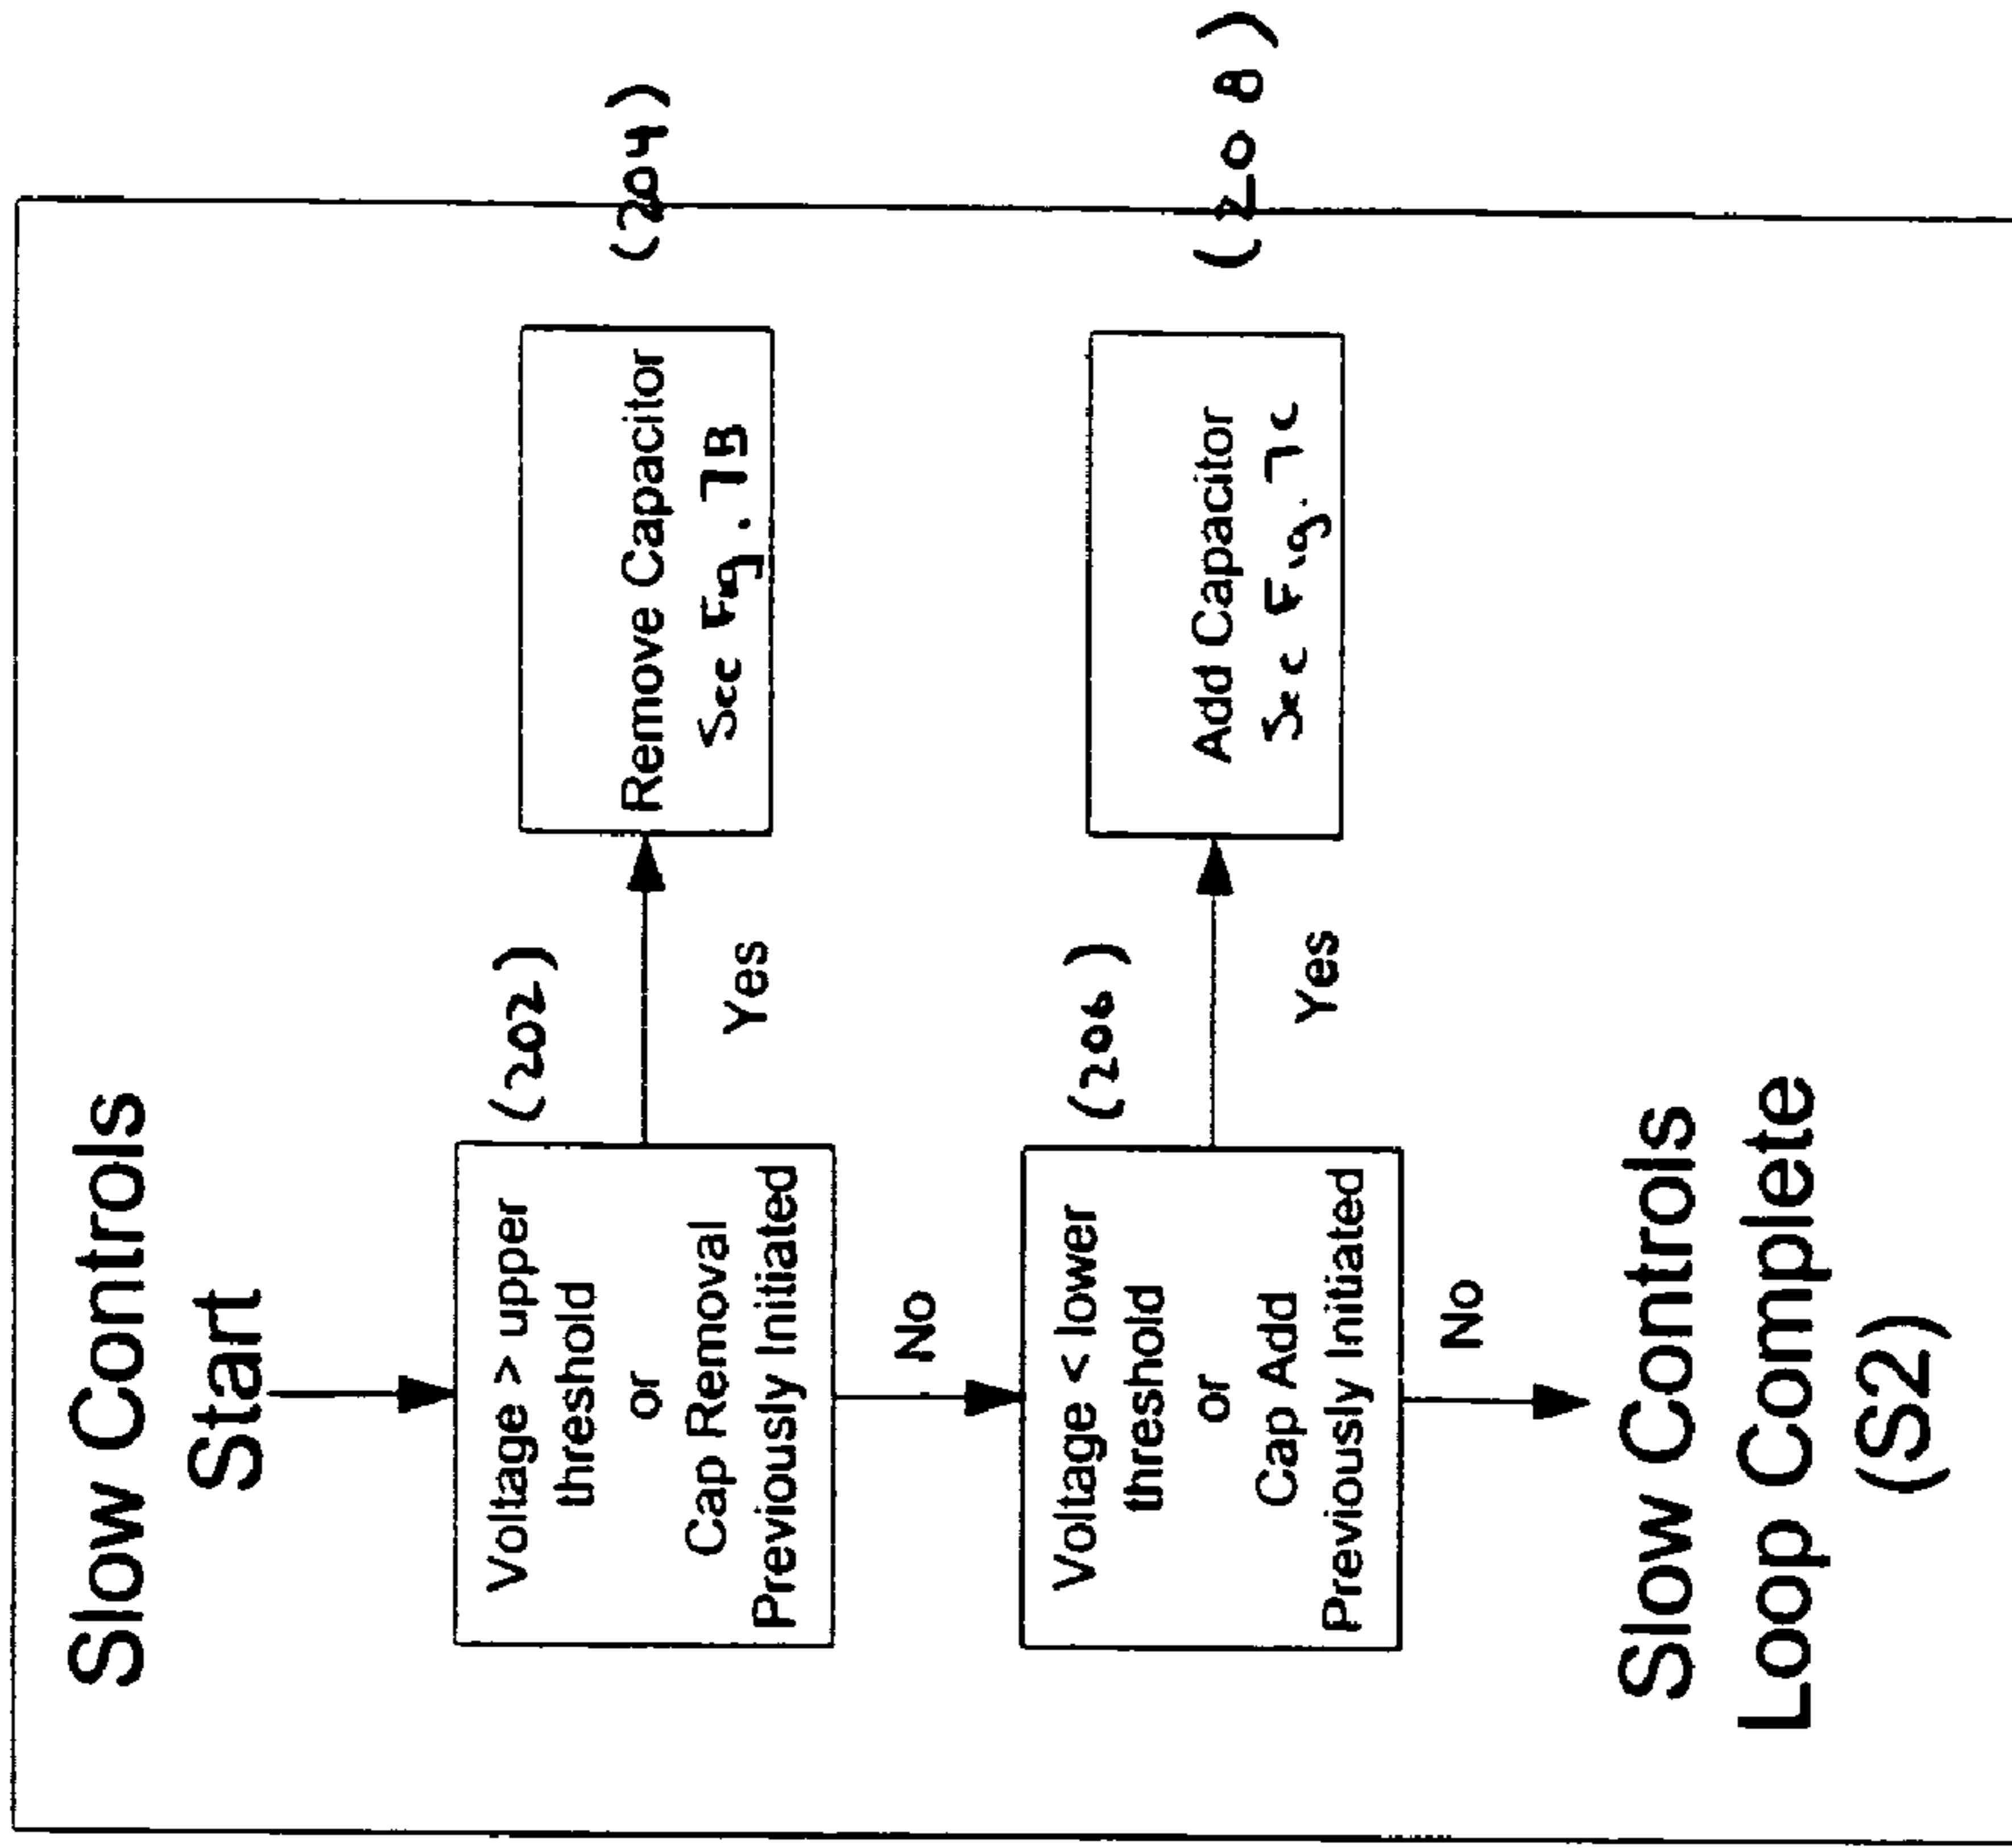 Slow Controls
Start
(202)
Voltage > upper
threshold
or
Cap Removal
Previously Initiated
Yes
(204)
Remove Capacitor
See Fig. 7B
No
(206)
Voltage < lower
threshold
or
Cap Add
Previously Initiated
Yes
(208)
Add Capacitor
See Fig. 7C
No
Slow Controls
Loop Complete
(S2)